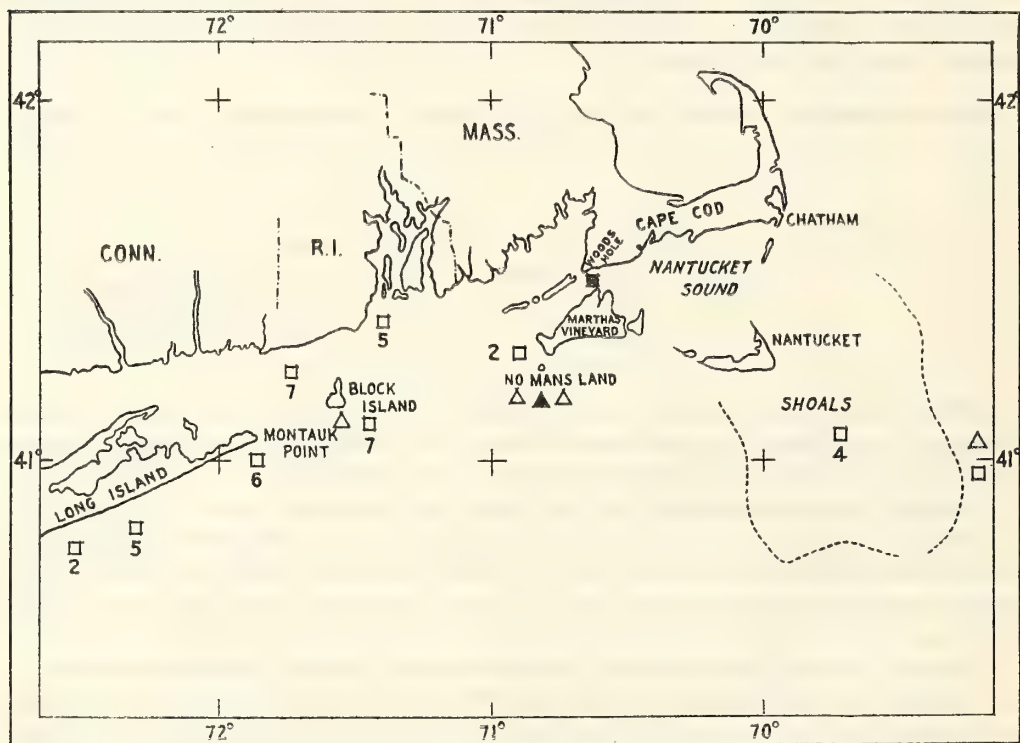 72° 71° 70°
42° 42°
MASS.
CAPE COD
CHATHAM
CONN.
R.I.
WOODS
HOLE
NANTUCKET
SOUND
MARTHAS
VINEYARD
5
2
NANTUCKET
7
NO MANS LAND
BLOCK
ISLAND
SHOALS
MONTAUK
POINT
7
4
41° 41°
6
LONG ISLAND
5
2
72° 71° 70°